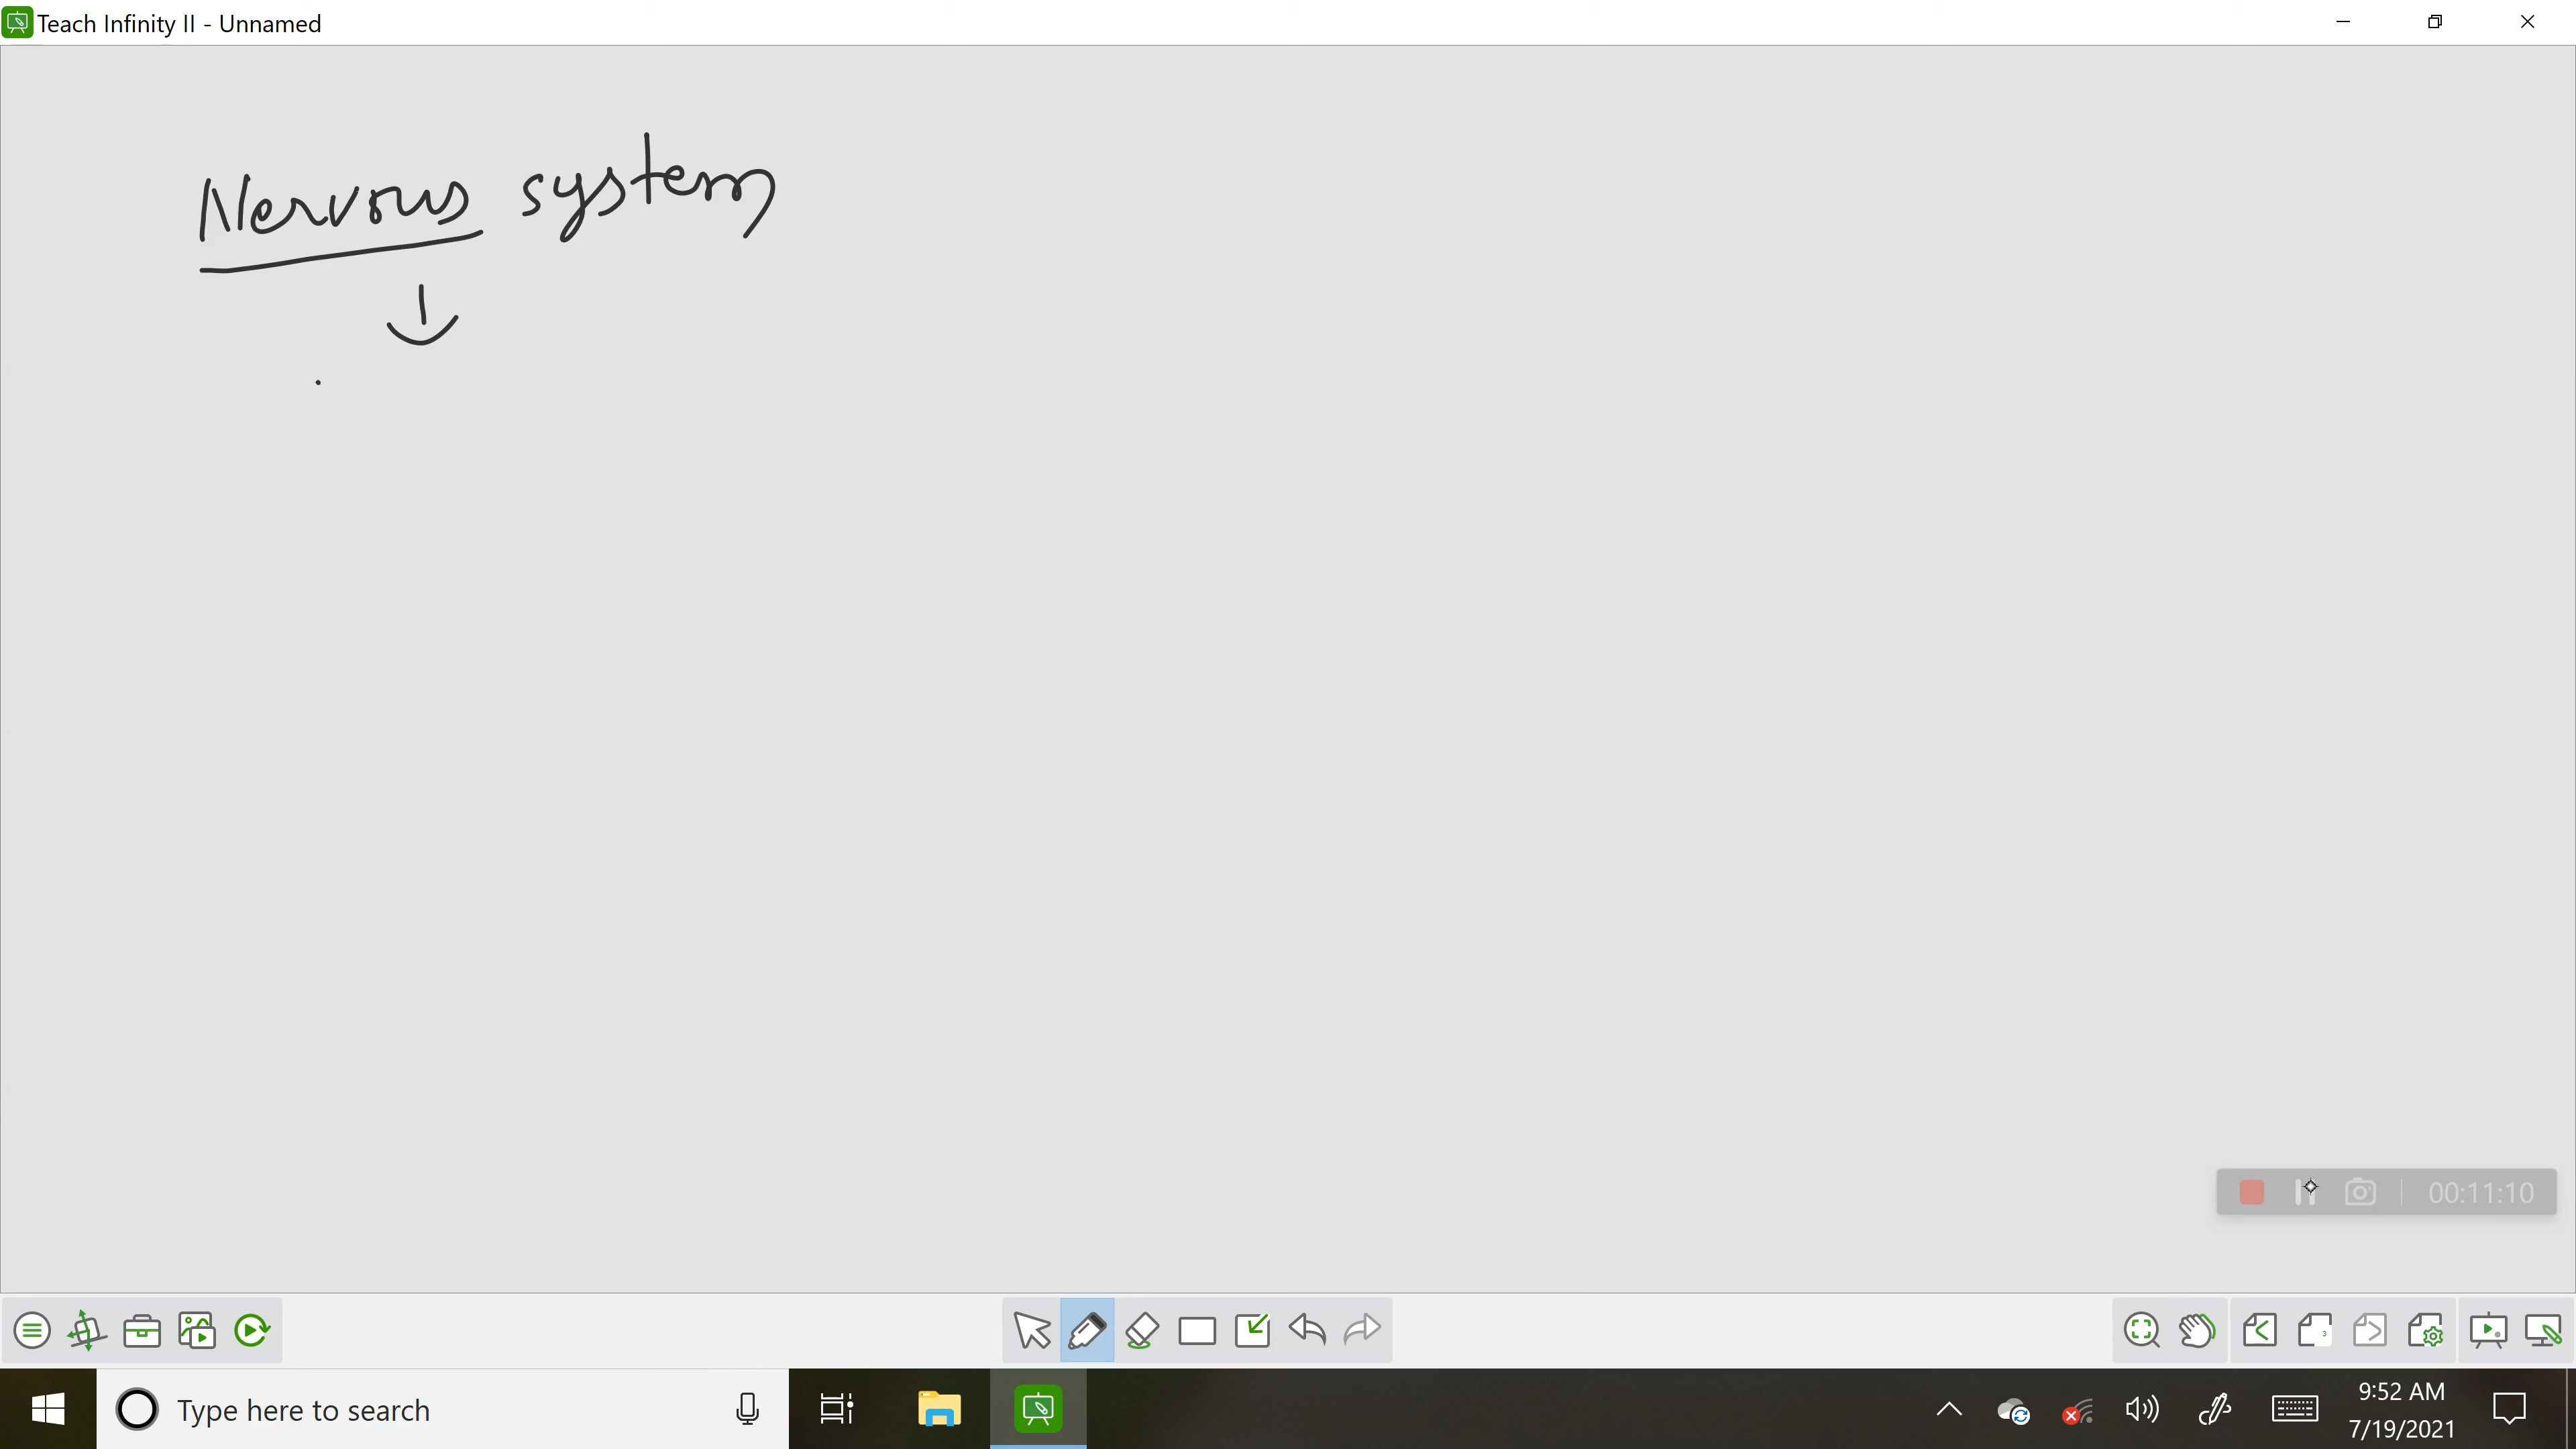 Teach Infinity II - Unnamed
Nervous system
00:11:10
3
Type here to search
9:52 AM
7/19/2021